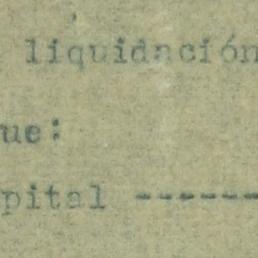 liquidación
ue:
pital ------